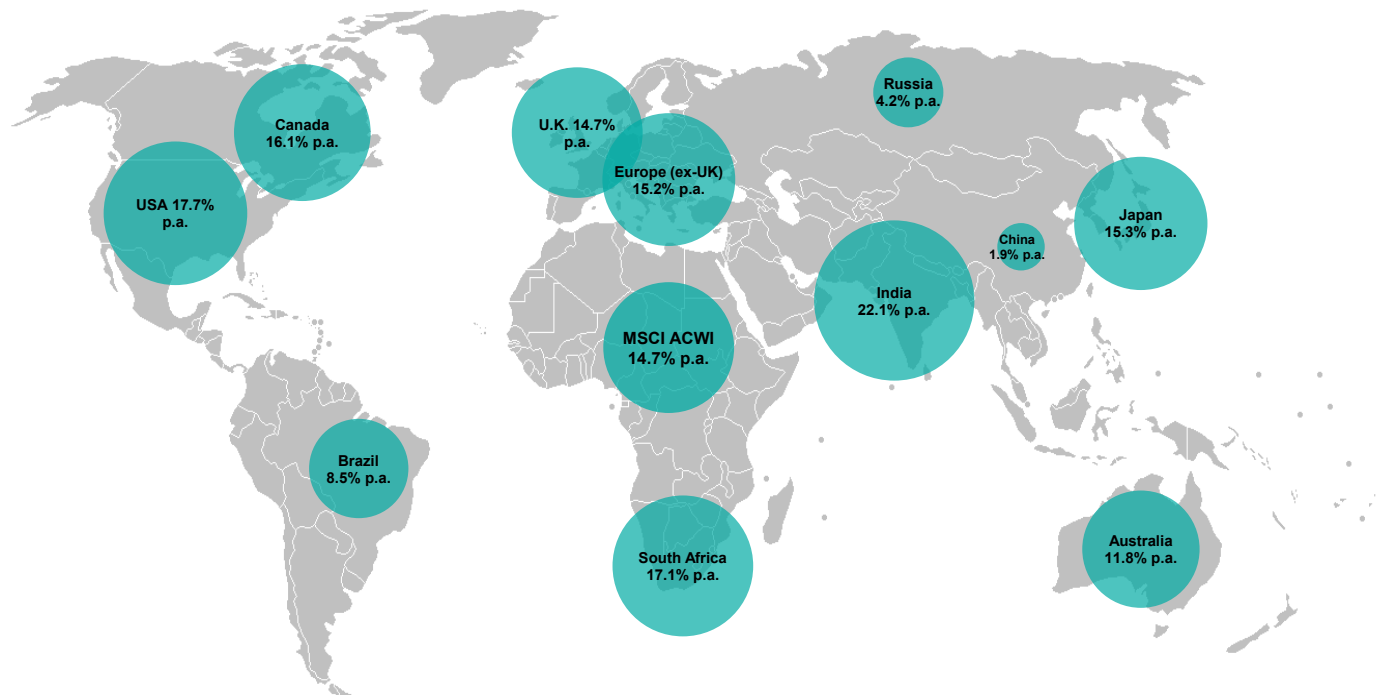 Russia
4.2% p.a.
Canada
16.1% p.a.
U.K. 14.7%
p.a.
Europe (ex-UK)
15.2% p.a.
USA 17.7%
p.a.
Japan
15.3% p.a.
China
1.9% p.a.
India
22.1% p.a.
MSCI ACWI
14.7% p.a.
Brazil
8.5% p.a.
South Africa
17.1% p.a.
Australia
11.8% p.a.